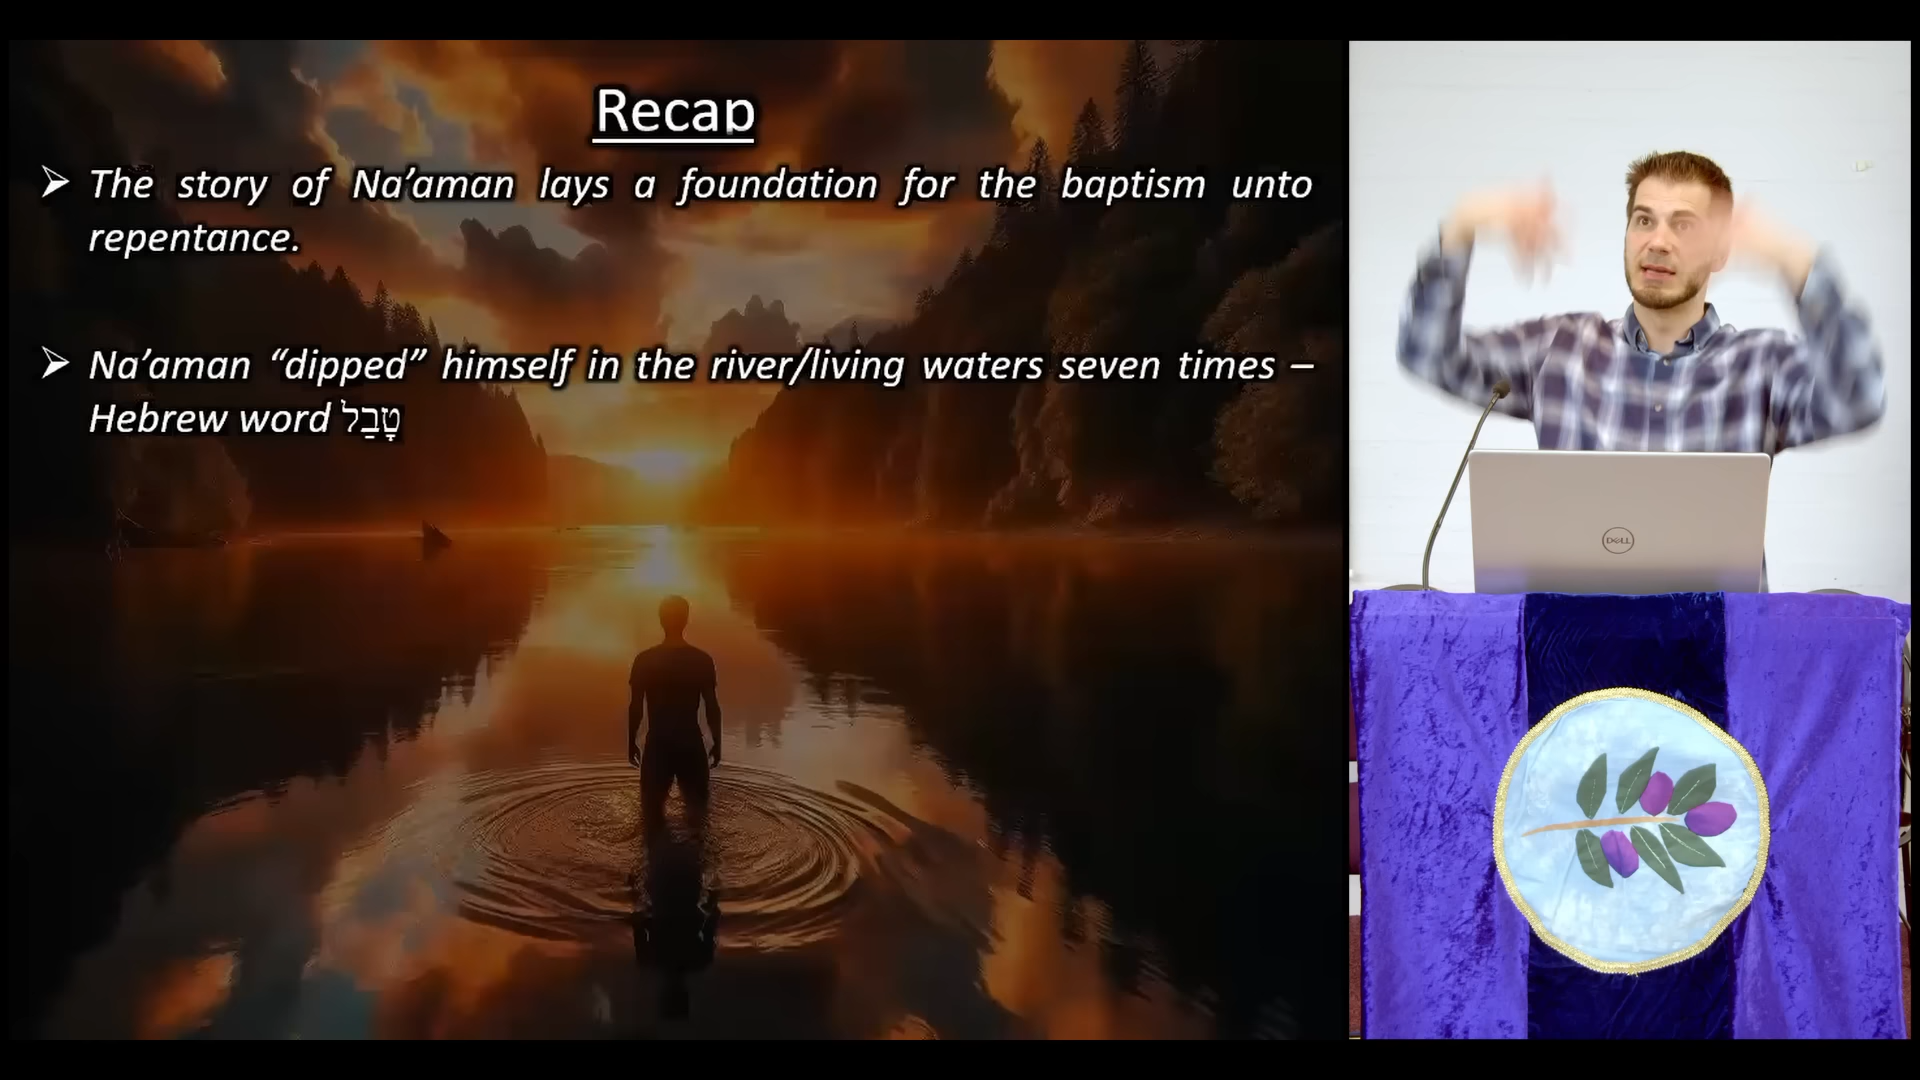 Recap
➢ The story of Na’aman lays a foundation for the baptism unto
repentance.
➢ Na’aman “dipped” himself in the river/living waters seven times –
Hebrew word טָבַל
DELL